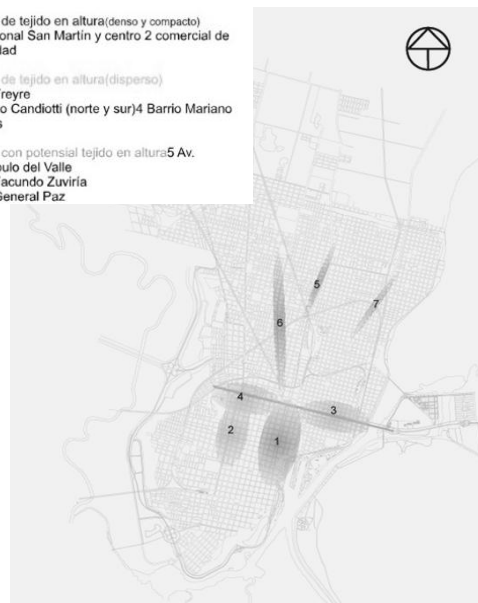 de tejido en altura(denso y compacto)
onal San Martín y centro 2 comercial de
dad
de tejido en altura(disperso)
reyre
o Candiotti (norte y sur)4 Barrio Mariano
s
con potensial tejido en altura5 Av.
ulo del Valle
acundo Zuviría
General Paz
5
7
6
4
3
2
1